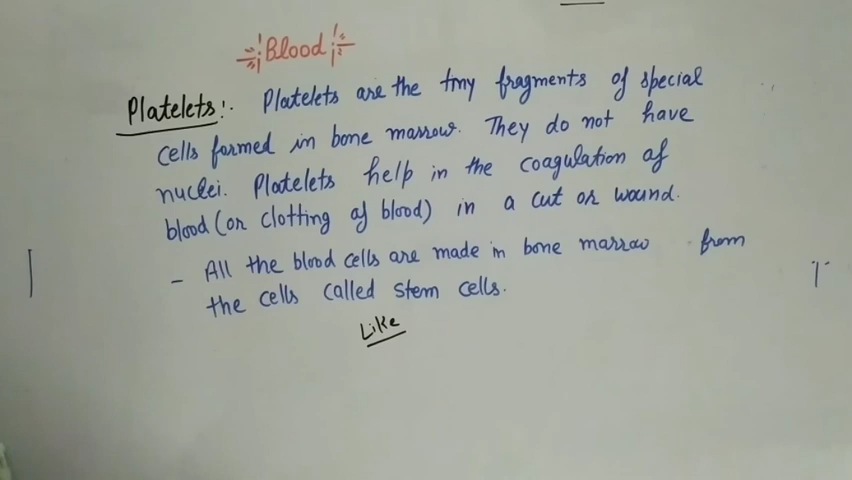 Blood
Platelets:. Platelets are the tiny fragments of special
cells formed in bone marrow. They do not have
nuclei. Platelets help in the coagulation of
blood (or clotting of blood) in a cut or wound.
- All the blood cells are made in bone marrow from
the cells called stem cells.
Like